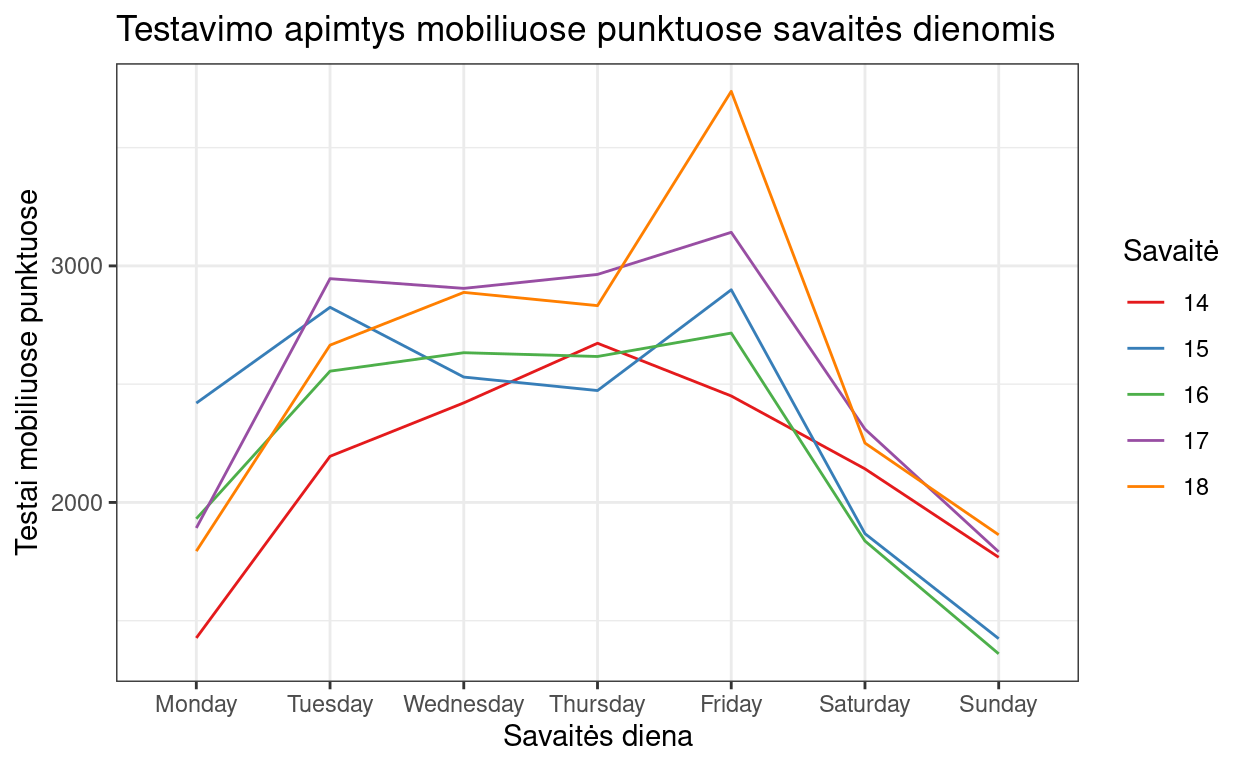 Testavimo apimtys mobiliuose punktuose savaitės dienomis
Testai mobiliuose punktuose
3000
2000
Monday Tuesday Wednesday Thursday Friday Saturday Sunday
Savaitės diena
Savaitė
14
15
16
17
18